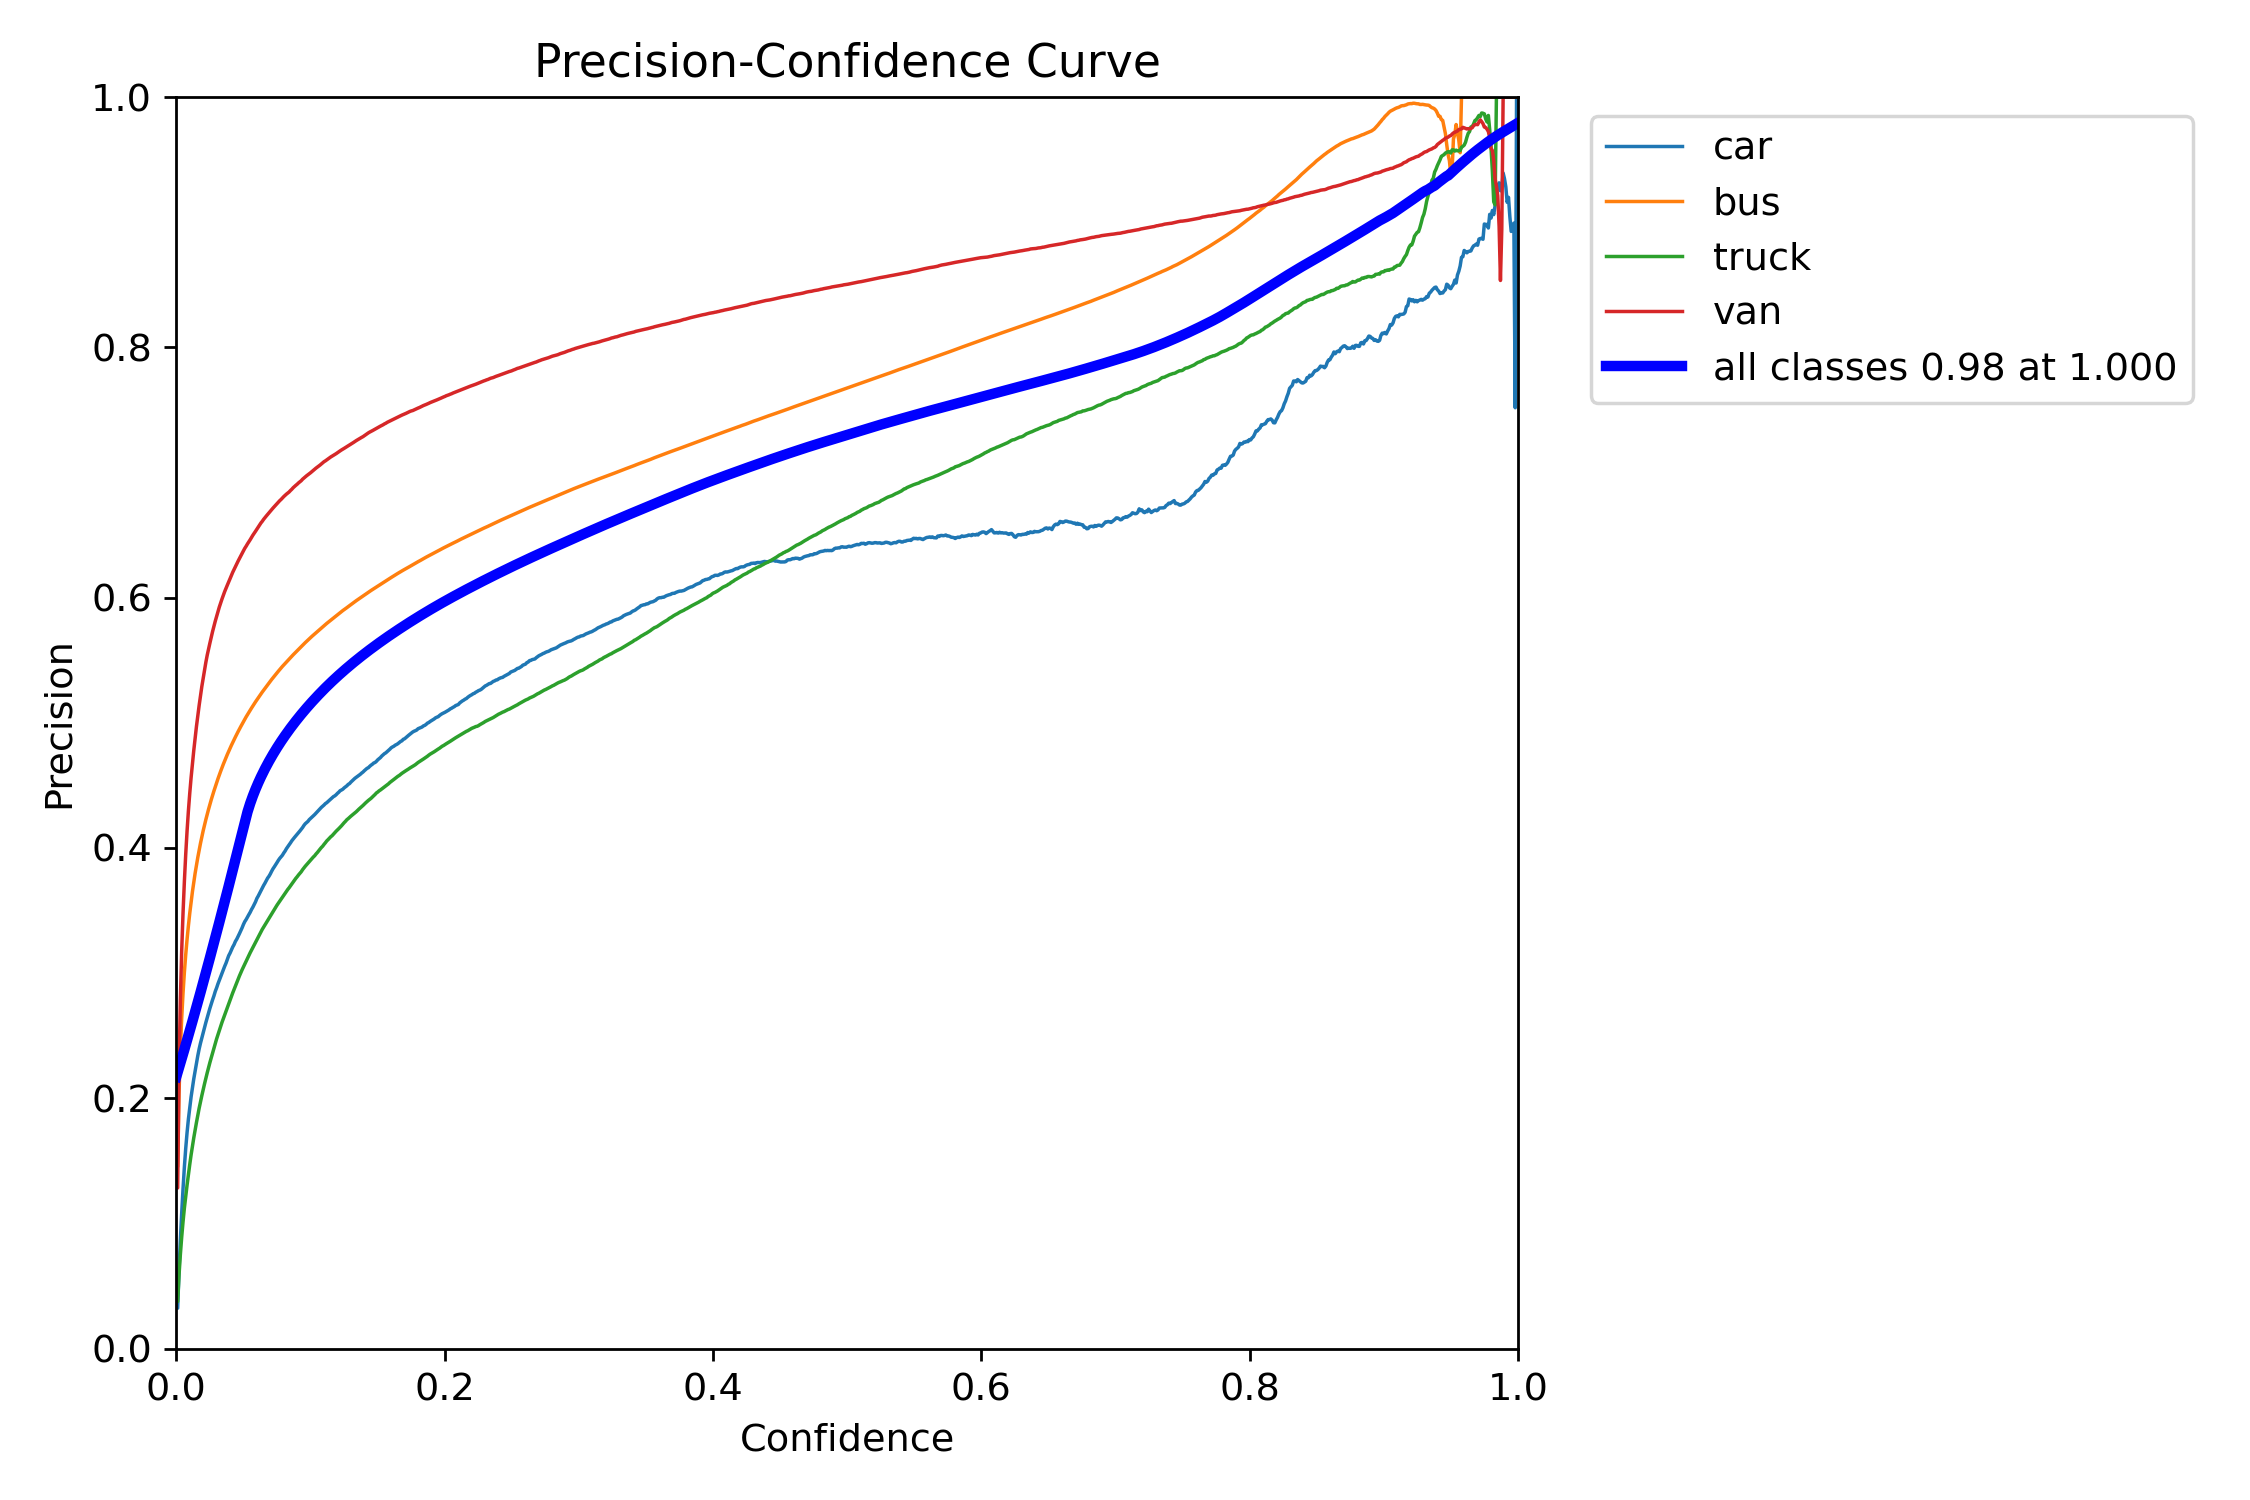 Precision-Confidence Curve
1.0
0.8
0.6
0.4
0.2
0.0
Precision
0.0 0.2 0.4 0.6 0.8 1.0
Confidence
car
bus
truck
van
all classes 0.98 at 1.000